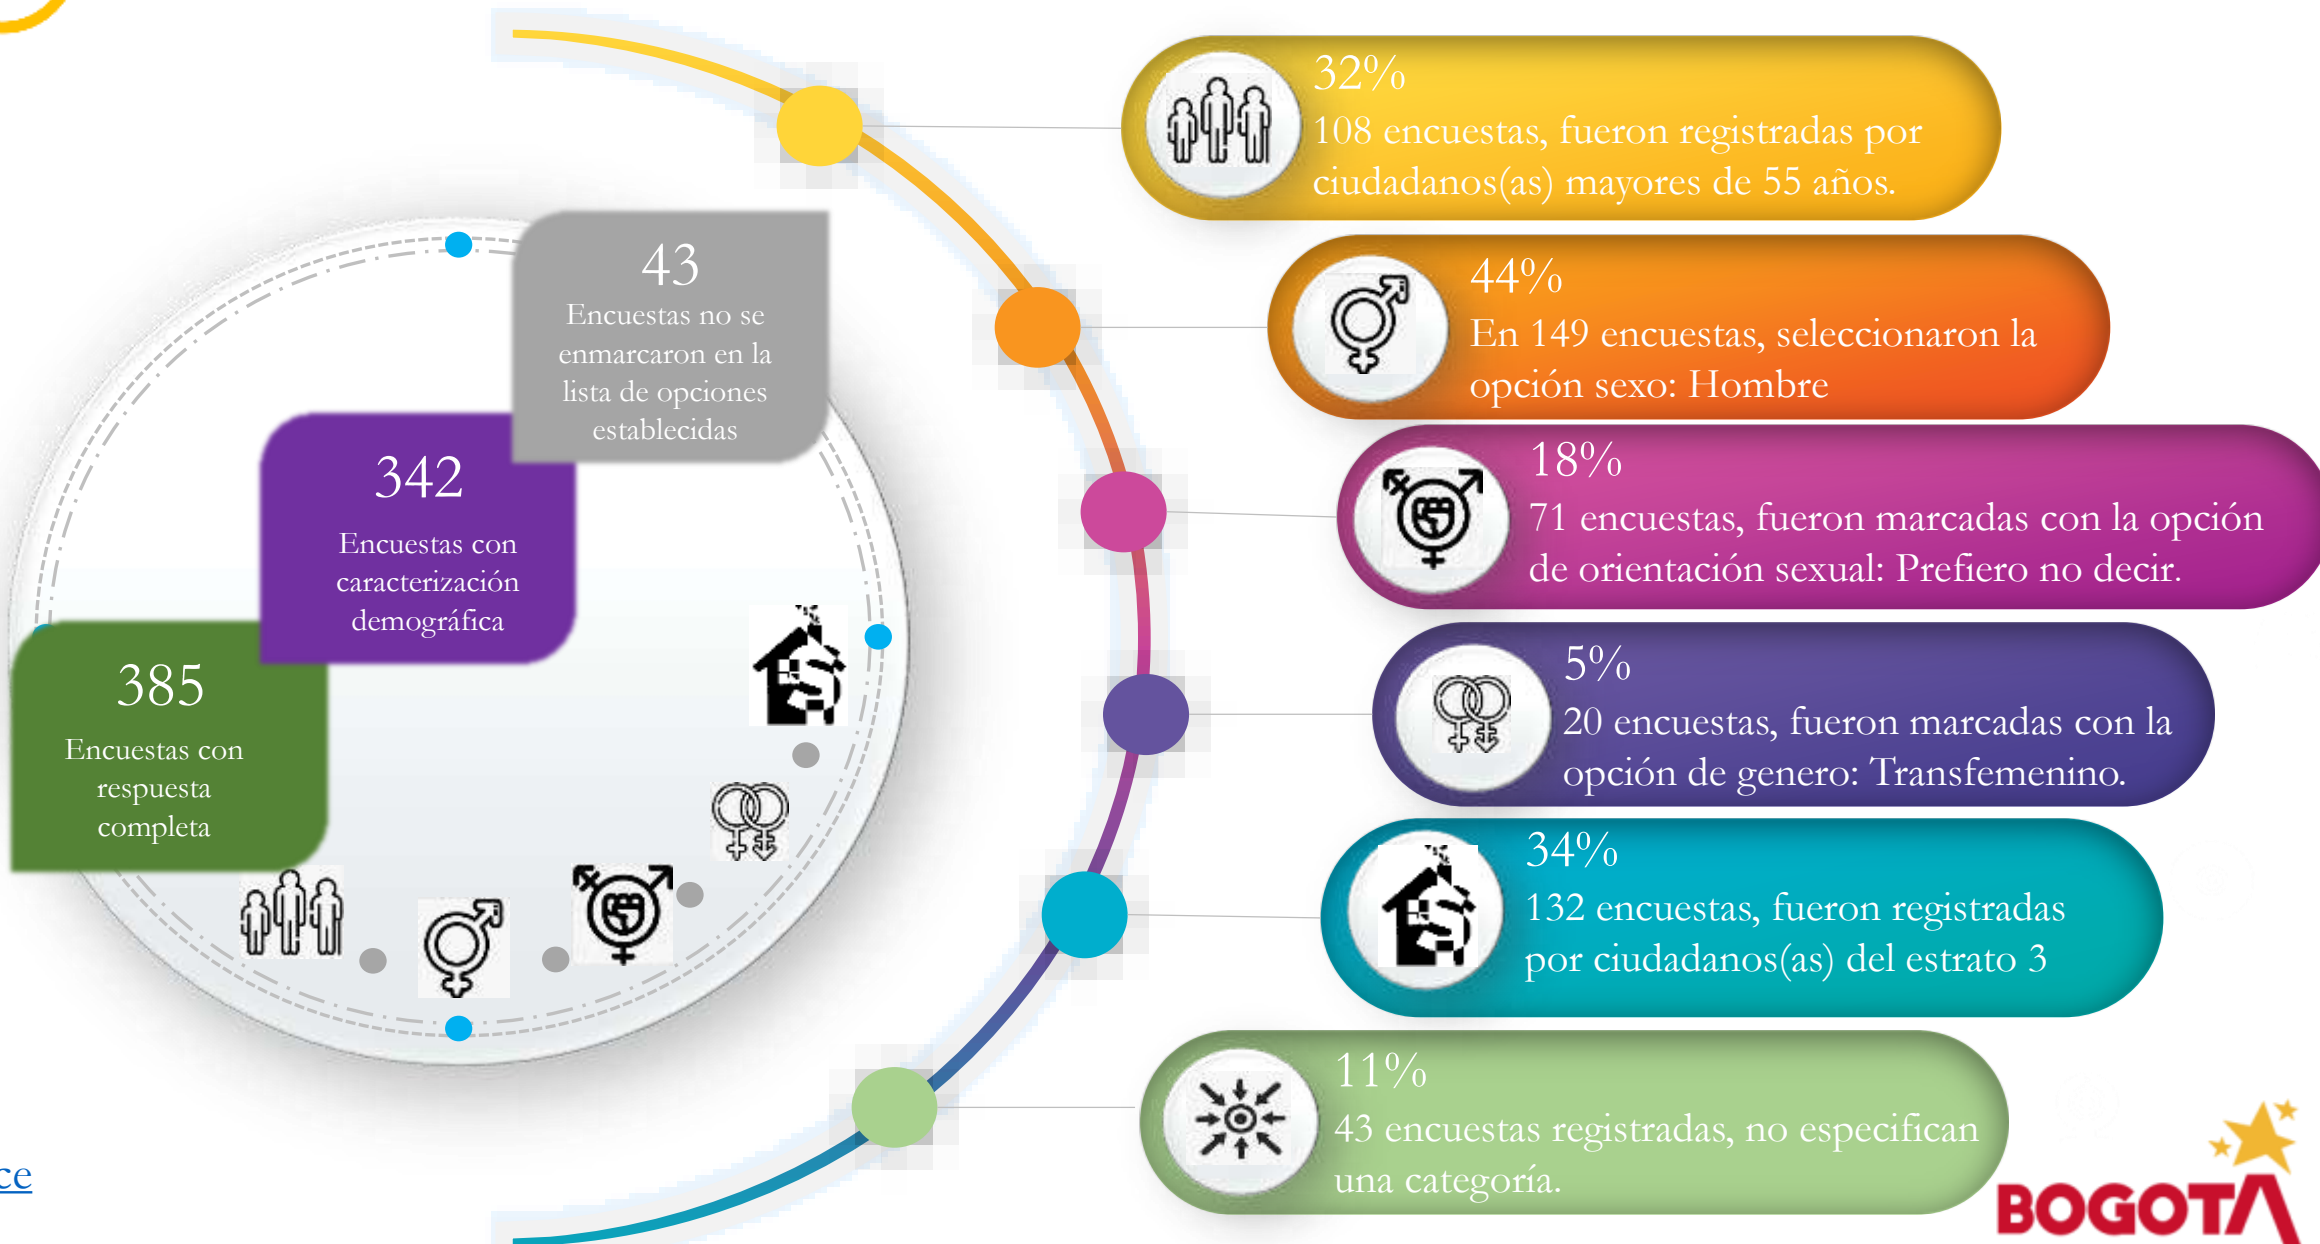 43
Encuestas no se
enmarcaron en la
lista de opciones
establecidas
342
Encuestas con
caracterización
demográfica
385
Encuestas con
respuesta
completa
32%
108 encuestas, fueron registradas por
ciudadanos(as) mayores de 55 años.
44%
En 149 encuestas, seleccionaron la
opción sexo: Hombre
18%
71 encuestas, fueron marcadas con la opción
de orientación sexual: Prefiero no decir.
5%
20 encuestas, fueron marcadas con la
opción de genero: Transfemenino.
34%
132 encuestas, fueron registradas
por ciudadanos(as) del estrato 3
11%
43 encuestas registradas, no especifican
una categoría.
ce
BOGOTÁ